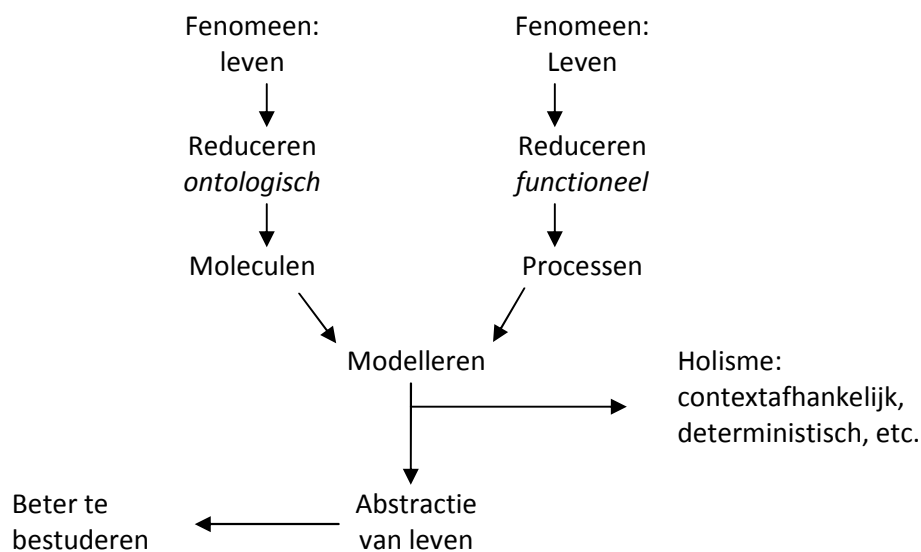 Fenomeen:
leven
Fenomeen:
Leven
Reduceren
ontologisch
Reduceren
functioneel
Moleculen
Processen
Modelleren
Holisme:
contextafhankelijk,
deterministisch, etc.
Beter te
bestuderen
Abstractie
van leven